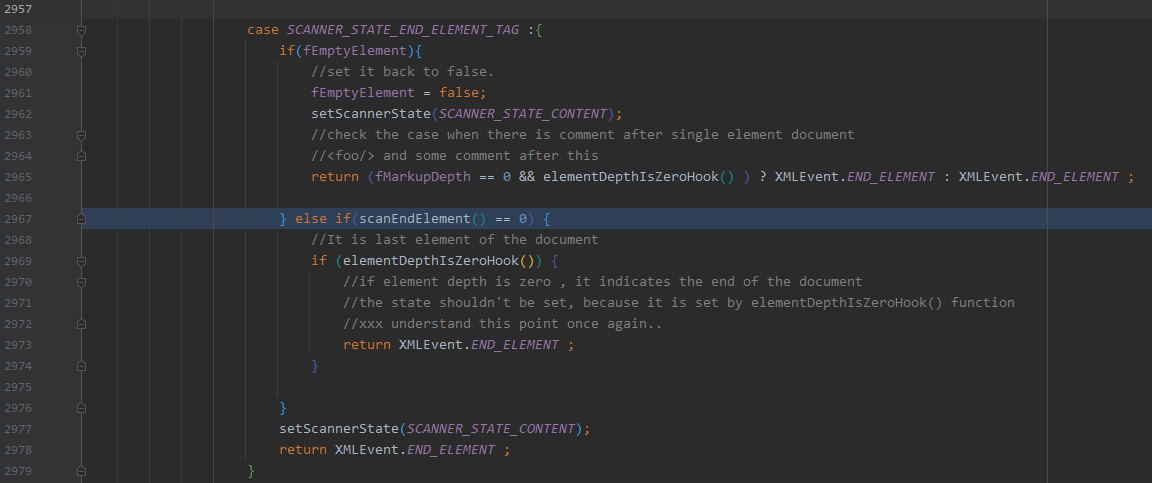 2957
2958 case SCANNER_STATE_END_ELEMENT_TAG :{
2959 if(fEmptyElement){
2960 //set it back to false.
2961 fEmptyElement = false;
2962 setScannerState(SCANNER_STATE_CONTENT);
2963 //check the case when there is comment after single element document
2964 //<foo/> and some comment after this
2965 return (fMarkupDepth == 0 && elementDepthIsZeroHook() ) ? XMLEvent.END_ELEMENT : XMLEvent.END_ELEMENT ;
2966
2967 } else if(scanEndElement() == 0) {
2968 //It is last element of the document
2969 if (elementDepthIsZeroHook()) {
2970 //if element depth is zero , it indicates the end of the document
2971 //the state shouldn't be set, because it is set by elementDepthIsZeroHook() function
2972 //xxx understand this point once again..
2973 return XMLEvent.END_ELEMENT ;
2974 }
2975
2976 }
2977 setScannerState(SCANNER_STATE_CONTENT);
2978 return XMLEvent.END_ELEMENT ;
2979 }